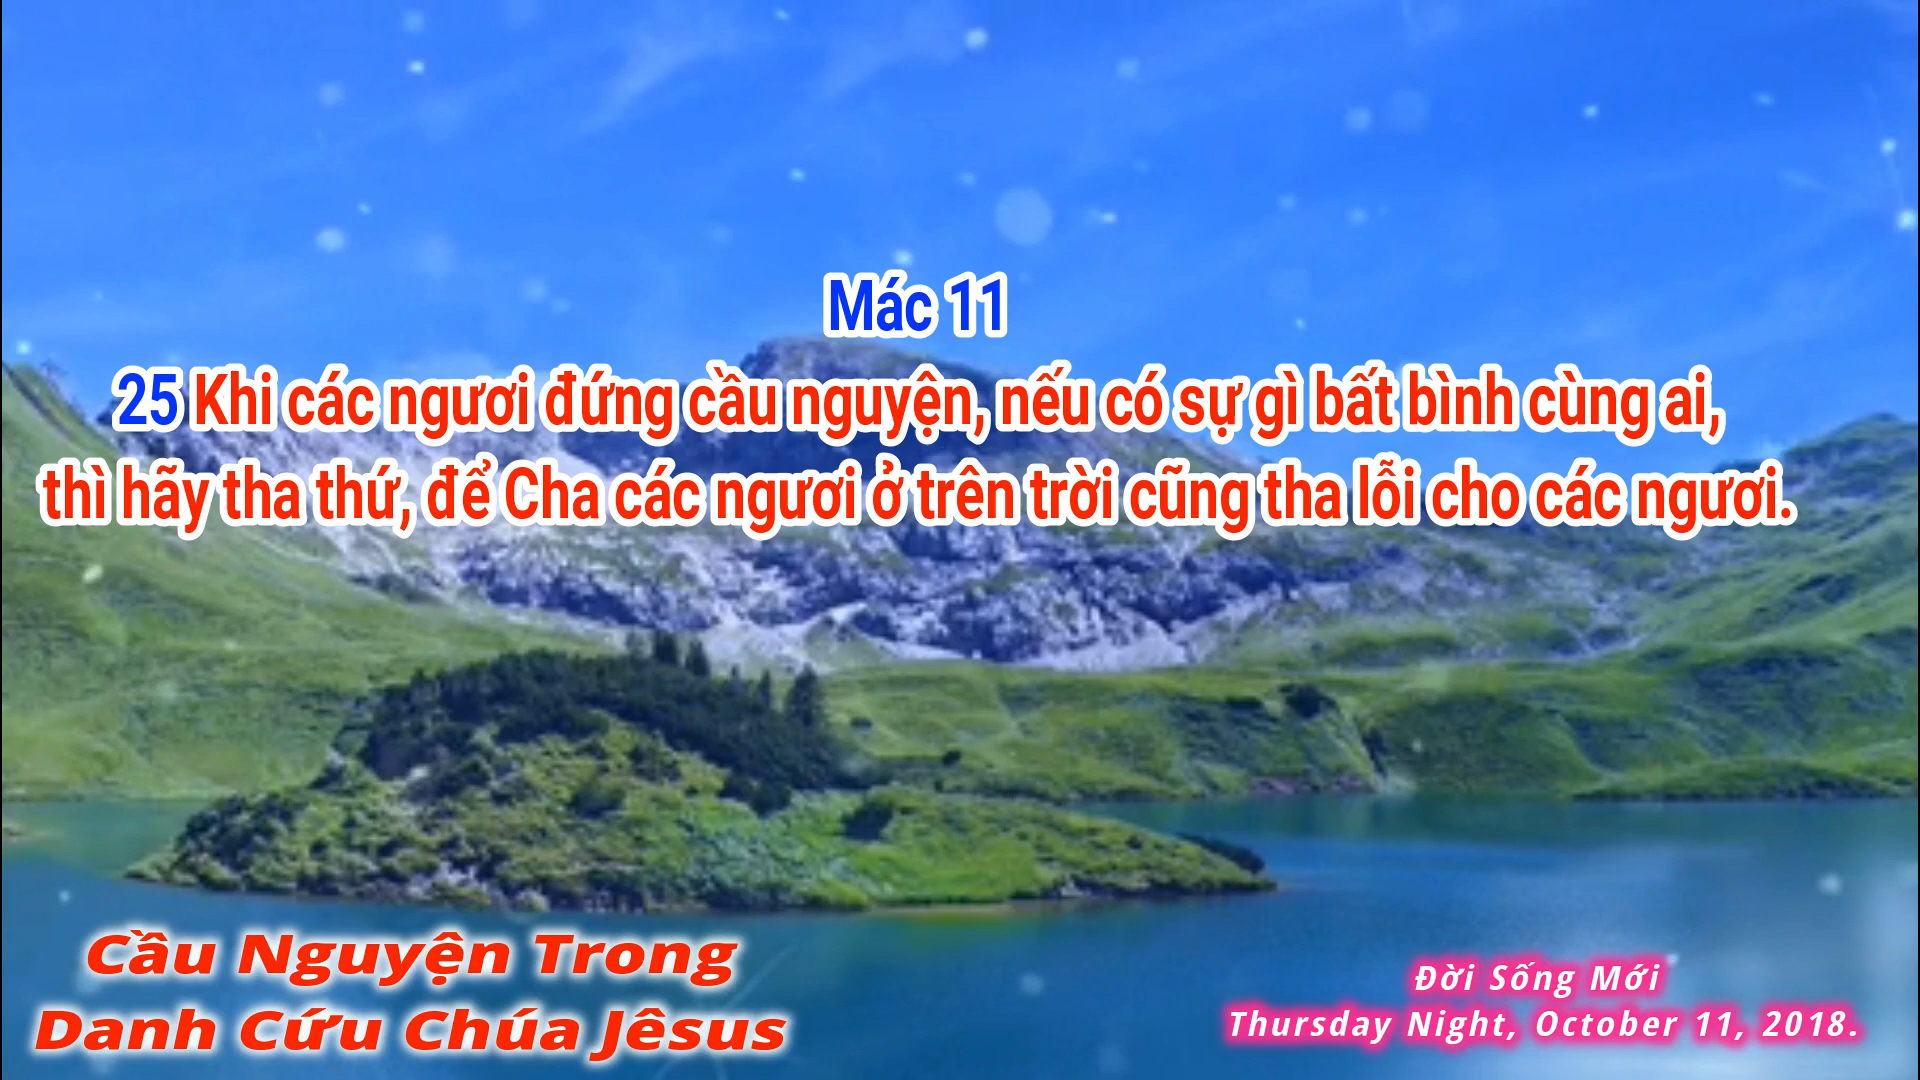 Mác 11
25 Khi các ngươi đứng cầu nguyện, nếu có sự gì bất bình cùng ai,
thì hãy tha thứ, để Cha các ngươi ở trên trời cũng tha lỗi cho các ngươi.
Cầu Nguyện Trong
Danh Cứu Chúa Jêsus
Đời Sống Mới
Thursday Night, October 11, 2018.